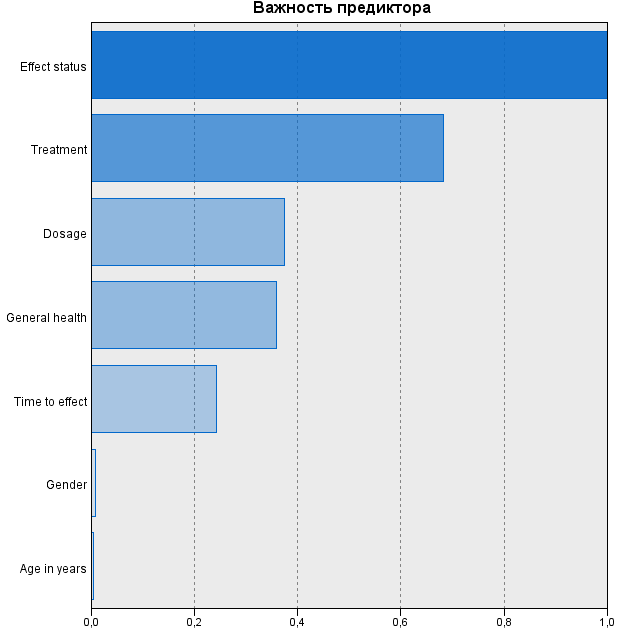 Важность предиктора
Effect status
Treatment
Dosage
General health
Time to effect
Gender
Age in years
0,0 0,2 0,4 0,6 0,8 1,0